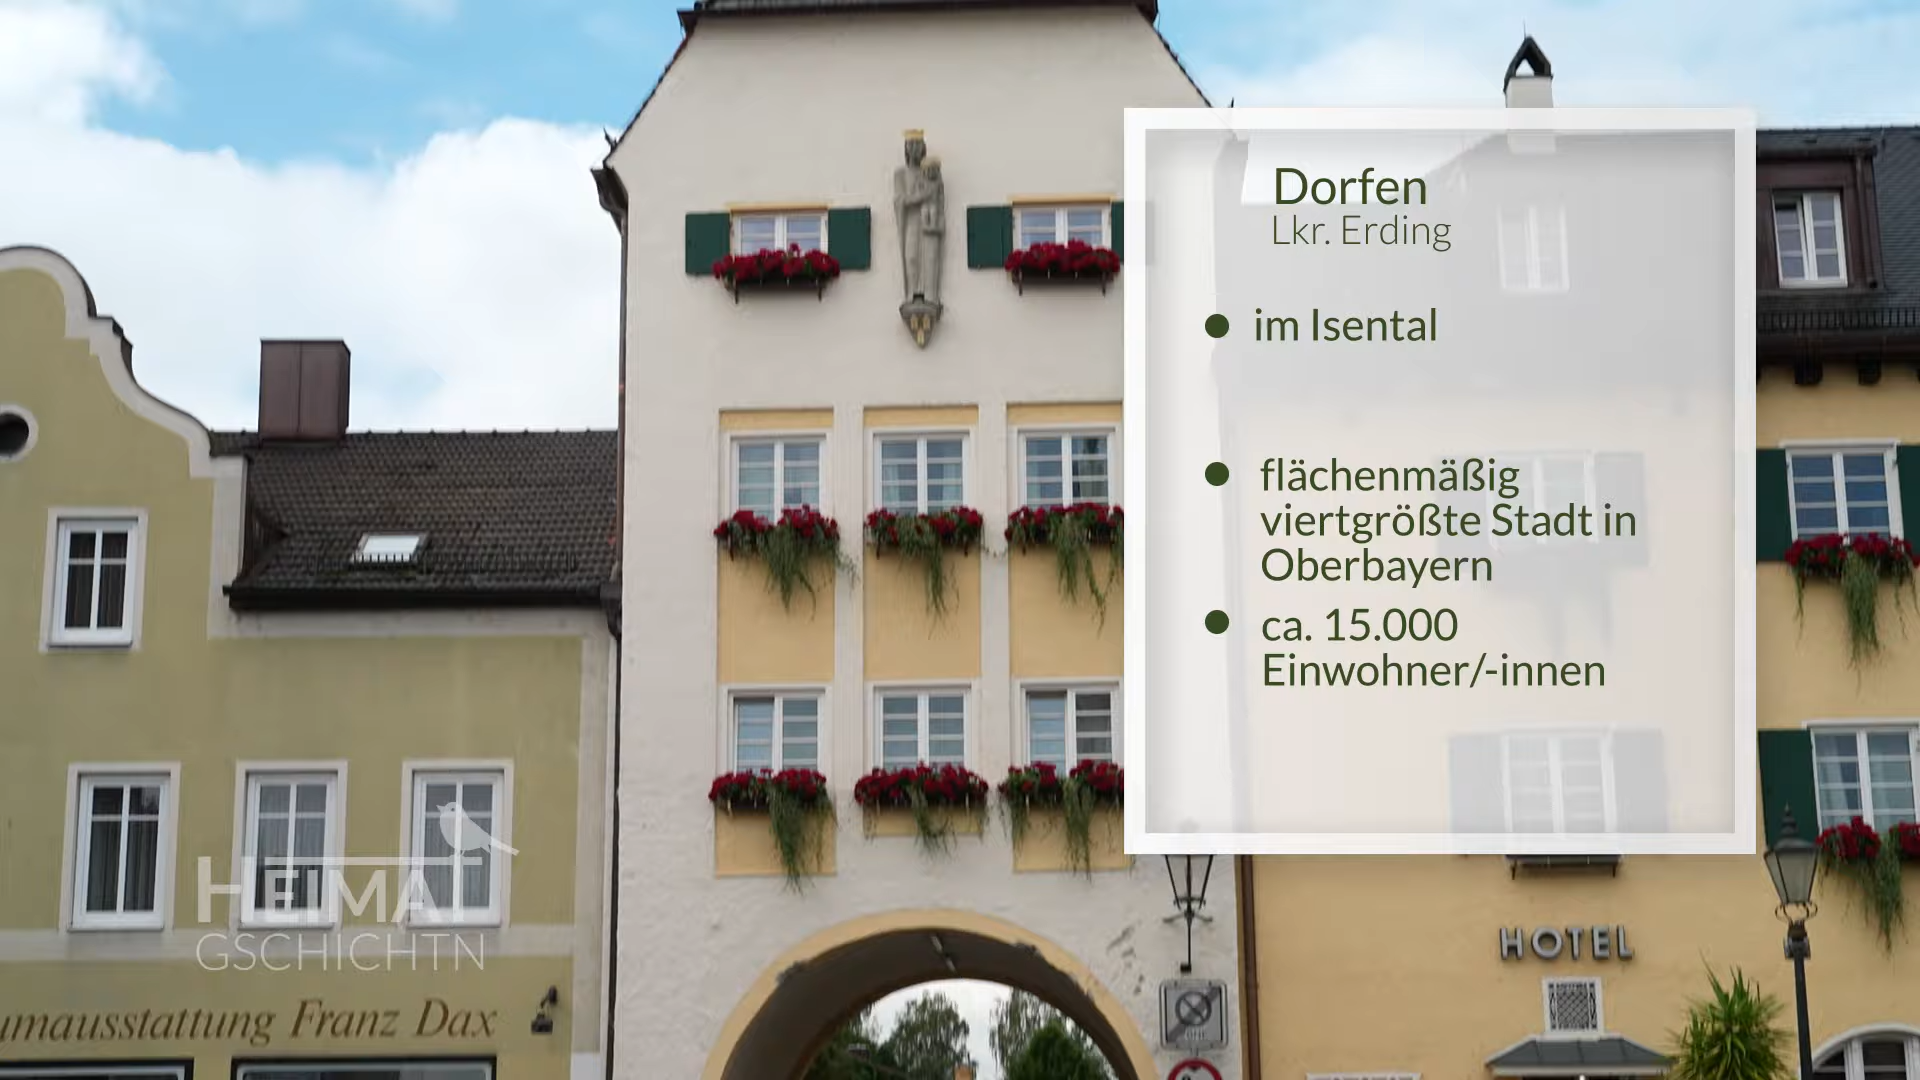 Dorfen
Lkr. Erding
im Isental
flächenmäßig
viertgrößte Stadt in
Oberbayern
ca. 15.000
Einwohner/-innen
HEIMAT
GSCHICHTN
HOTEL
umausstattung Franz Dax